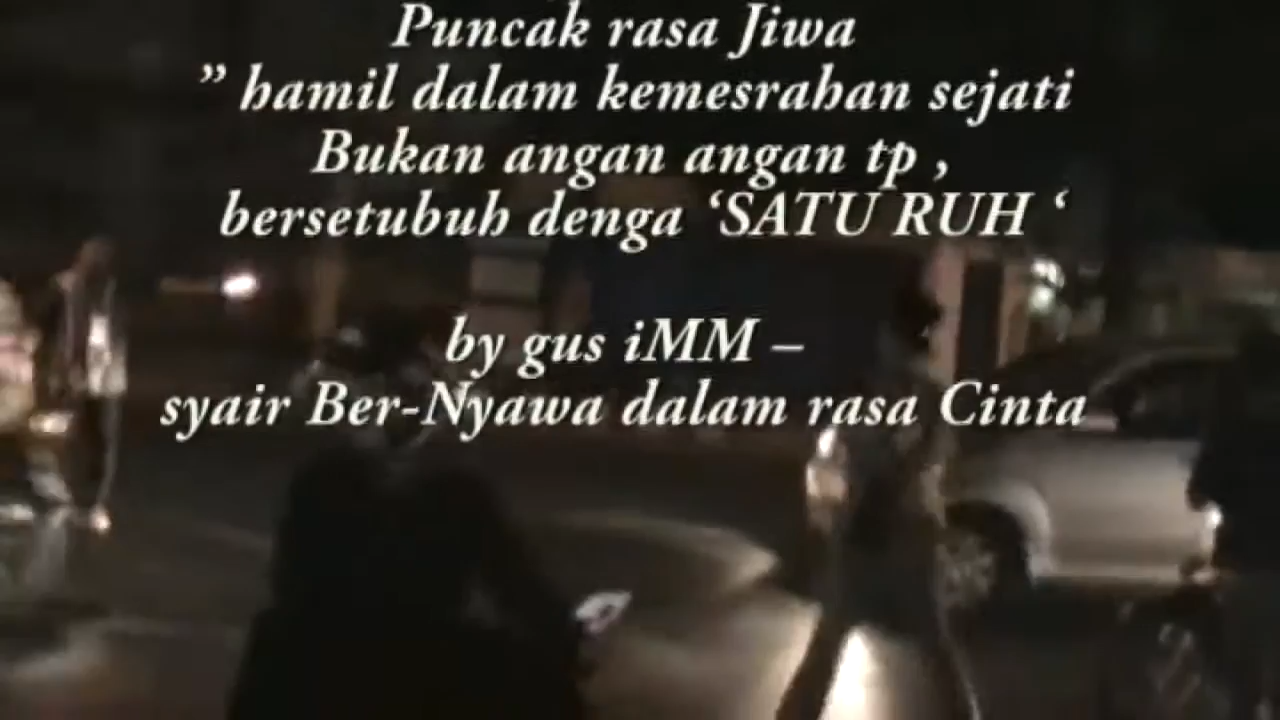 Puncak rasa Jiwa
” hamil dalam kemesrahan sejati
Bukan angan angan tp ,
bersetubuh denga ‘SATU RUH ‘
by gus iMM –
syair Ber-Nyawa dalam rasa Cinta